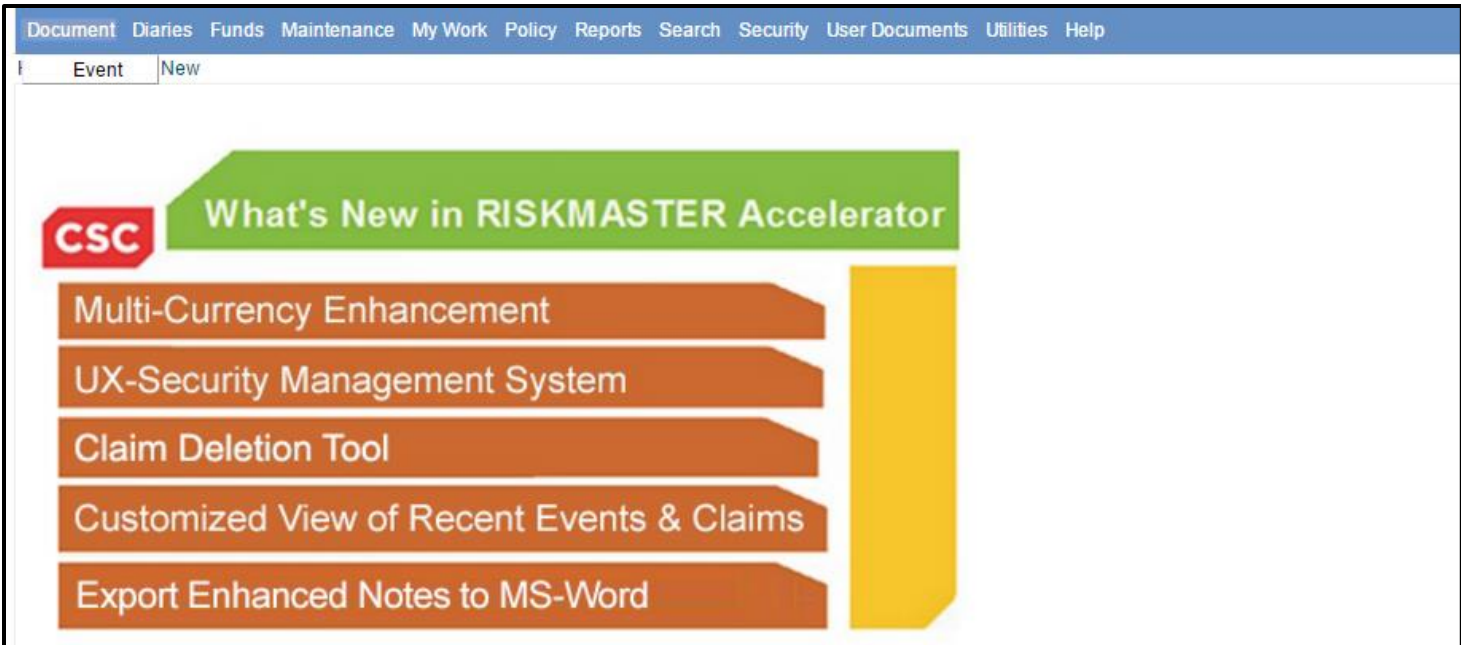 Document Diaries Funds Maintenance My Work Policy Reports Search Security User Documents Utilities Help
Event New
What's New in RISKMASTER Accelerator
CSC
Multi-Currency Enhancement
UX-Security Management System
Claim Deletion Tool
Customized View of Recent Events & Claims
Export Enhanced Notes to MS-Word